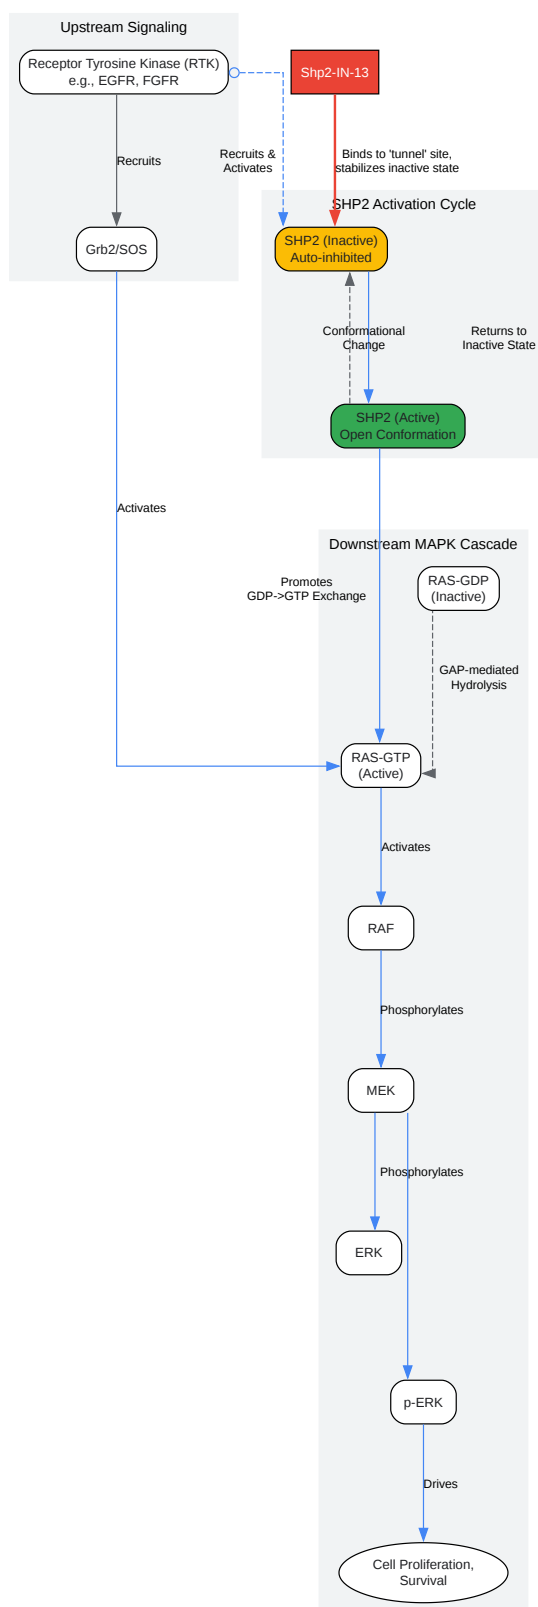 Upstream Signaling
Receptor Tyrosine Kinase (RTK)
e.g., EGFR, FGFR
Shp2-IN-13
Recruits
Recruits &
Activates
Binds to 'tunnel' site,
stabilizes inactive state
SHP2 Activation Cycle
Grb2/SOS
SHP2 (Inactive)
Auto-inhibited
Conformational
Change
Returns to
Inactive State
SHP2 (Active)
Open Conformation
Activates
Downstream MAPK Cascade
Promotes
GDP->GTP Exchange
RAS-GDP
(Inactive)
GAP-mediated
Hydrolysis
RAS-GTP
(Active)
Activates
RAF
Phosphorylates
MEK
Phosphorylates
ERK
p-ERK
Drives
Cell Proliferation,
Survival